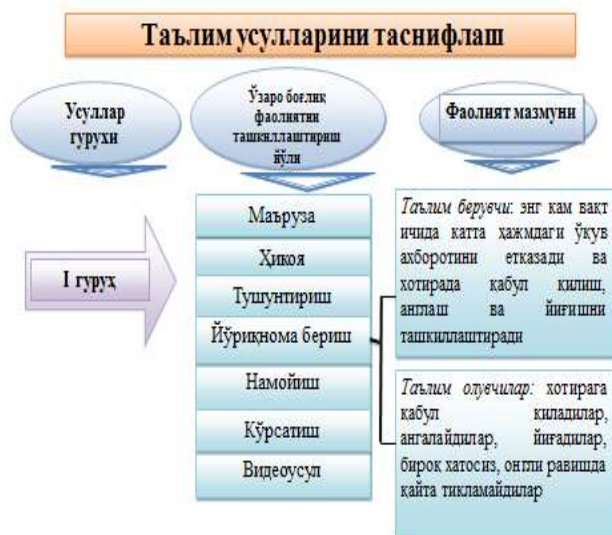 Таълим усулларини таснифлаш
Усуллар
гурухи
Ўзаро боғлиқ
фаолиятни
ташкиллаштириш
йўли
Фаолият мазмуни
I гуруҳ
Маъруза
Ҳикоя
Тушунтириш
Йўриқнома бериш
Намойиш
Кўрсатиш
Видеоусул
Таълим берувчи: энг кам вақт
ичида катта ҳажмдаги ўқув
ахборотини етказади ва
хотирада қабул қилиш,
англаш ва йиғишни
ташкиллаштиради
Таълим олувчилар: хотирага
қабул қиладилар,
ангалайдилар, йиғадилар,
бироқ хатосиз, онгли равишда
қайта тикламайдилар